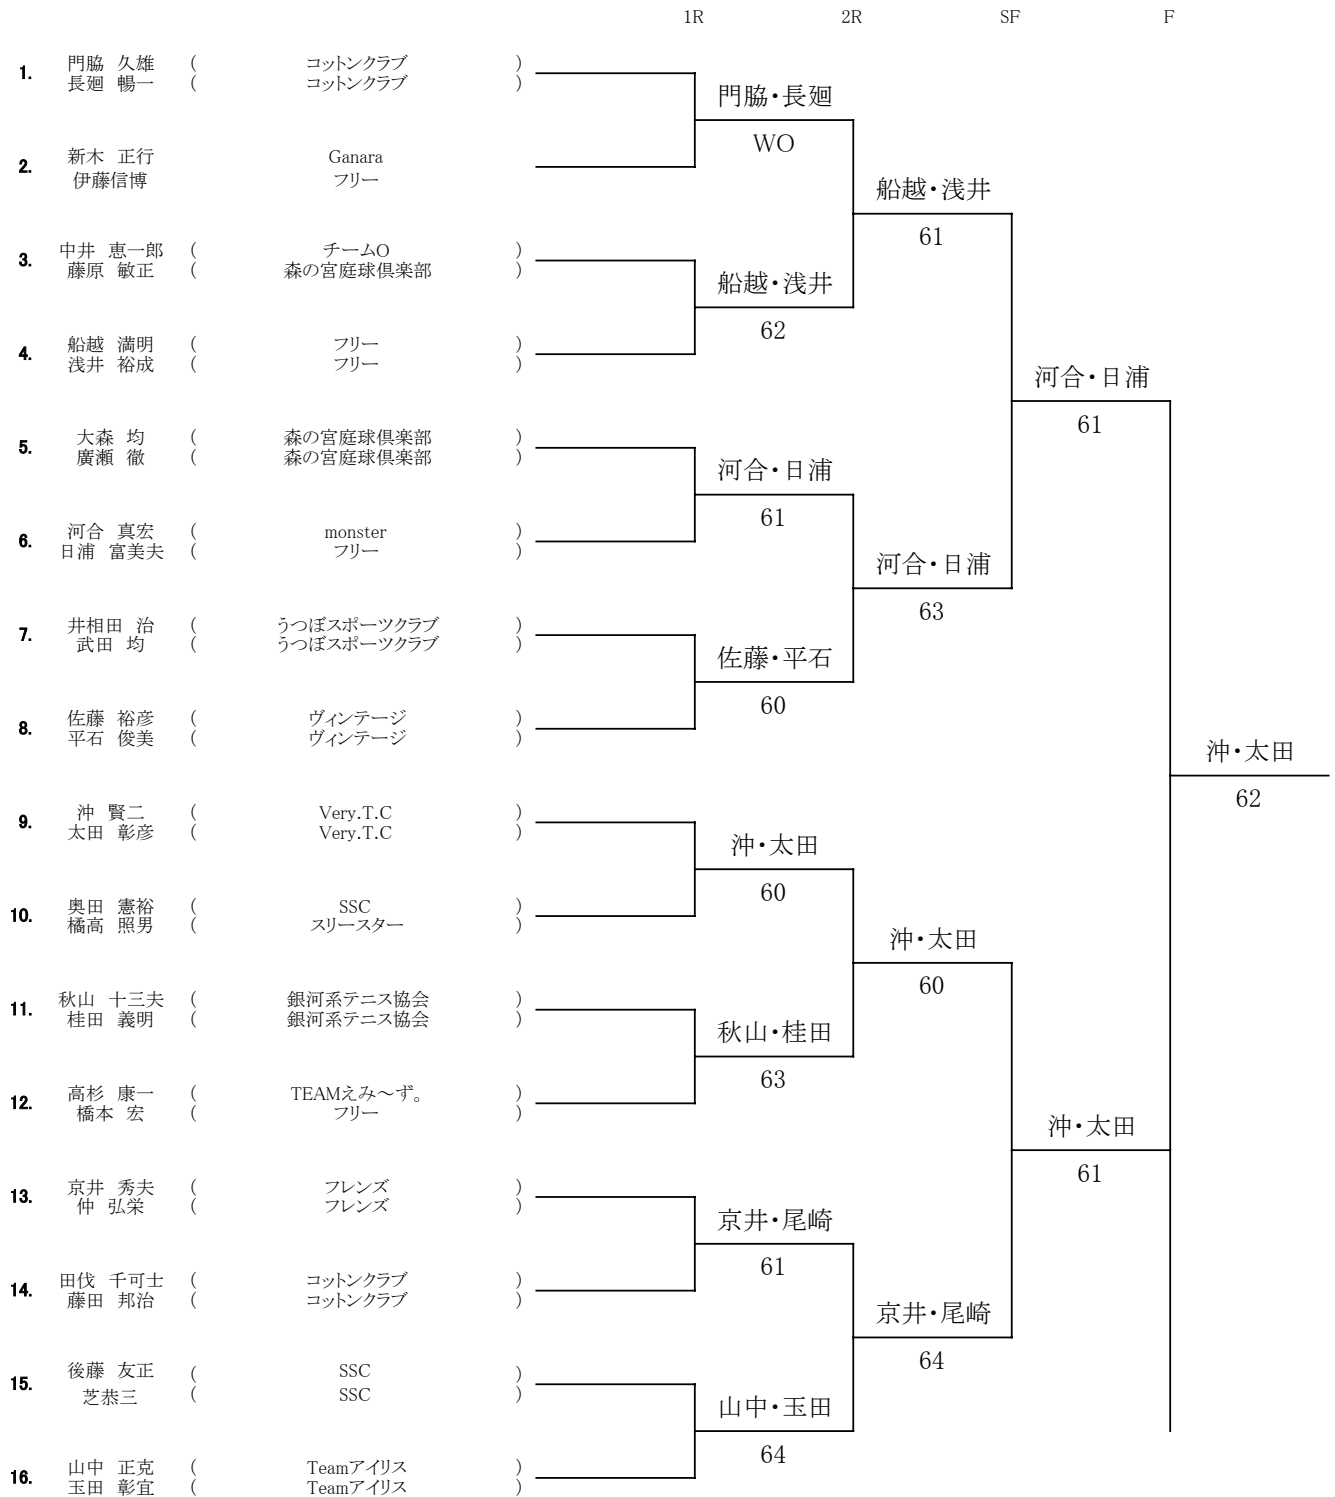 1R 2R SF F
1. 門脇 久雄 ( コットンクラブ )
長廻 暢一 ( コットンクラブ )
門脇・長廻
WO
2. 新木 正行 Ganara
伊藤信博 フリー
船越・浅井
61
3. 中井 恵一郎 ( チームO )
藤原 敏正 ( 森の宮庭球倶楽部 )
船越・浅井
62
4. 船越 満明 ( フリー )
浅井 裕成 ( フリー )
河合・日浦
61
5. 大森 均 ( 森の宮庭球倶楽部 )
廣瀬 徹 ( 森の宮庭球倶楽部 )
河合・日浦
61
6. 河合 真宏 ( monster )
日浦 富美夫 ( フリー )
河合・日浦
63
7. 井相田 治 ( うつぼスポーツクラブ )
武田 均 ( うつぼスポーツクラブ )
佐藤・平石
60
8. 佐藤 裕彦 ( ヴィンテージ )
平石 俊美 ( ヴィンテージ )
沖・太田
62
9. 沖 賢二 ( Very.T.C )
太田 彰彦 ( Very.T.C )
沖・太田
60
10. 奥田 憲裕 ( SSC )
橘高 照男 ( スリースター )
沖・太田
60
11. 秋山 十三夫 ( 銀河系テニス協会 )
桂田 義明 ( 銀河系テニス協会 )
秋山・桂田
63
12. 高杉 康一 ( TEAMえみ～ず。 )
橋本 宏 ( フリー )
沖・太田
61
13. 京井 秀夫 ( フレンズ )
仲 弘栄 ( フレンズ )
京井・尾崎
61
14. 田伐 千可士 ( コットンクラブ )
藤田 邦治 ( コットンクラブ )
京井・尾崎
64
15. 後藤 友正 ( SSC )
芝恭三 ( SSC )
山中・玉田
64
16. 山中 正克 ( Teamアイリス )
玉田 彰宜 ( Teamアイリス )